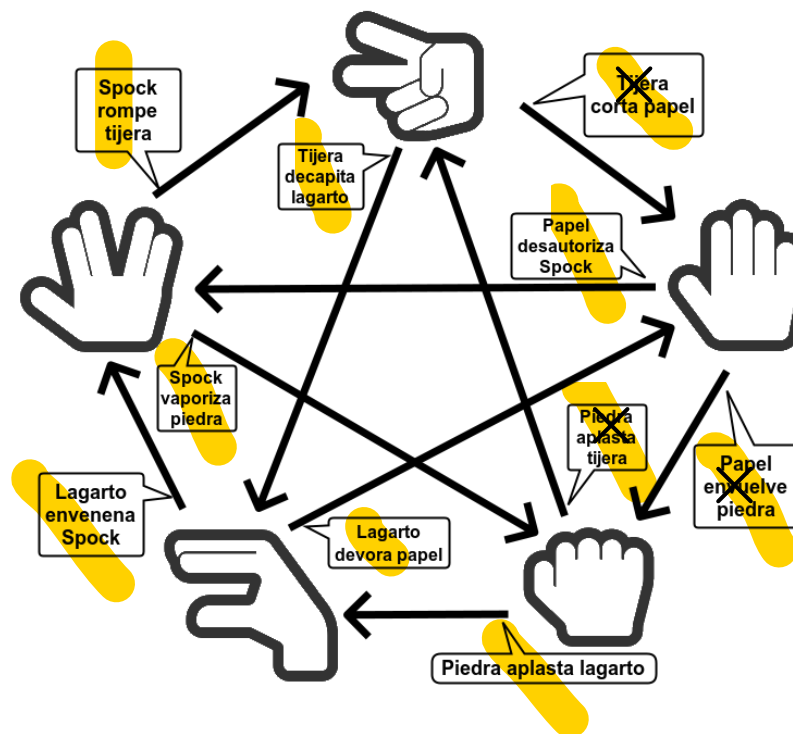 Spock
rompe
tijera
Tijera
corta papel
Tijera
decapita
lagarto
Papel
desautoriza
Spock
Spock
vaporiza
piedra
Piedra
aplasta
tijera
Papel
envuelve
piedra
Lagarto
envenena
Spock
Lagarto
devora papel
Piedra aplasta lagarto